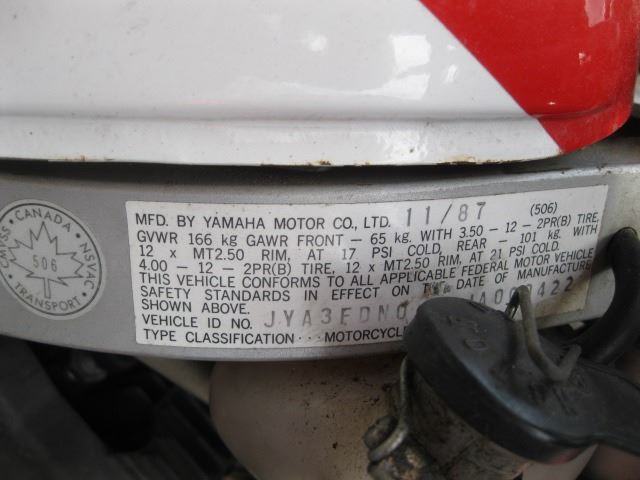 MFD. BY YAMAHA MOTOR CO., LTD. 11/87 (506)
GVWR 166 kg GAWR FRONT - 65 kg. WITH 3.50 - 12 - 2PR(B) TIRE,
12 x MT2.50 RIM, AT 17 PSI COLD, REAR - 101 kg. WITH
4.00 - 12 - 2PR(B) TIRE, 12 x MT2.50 RIM, AT 21 PSI COLD.
THIS VEHICLE CONFORMS TO ALL APPLICABLE FEDERAL MOTOR VEHICLE
SAFETY STANDARDS IN EFFECT ON THE DATE OF MANUFACTURE
SHOWN ABOVE.
VEHICLE ID NO. JYA3EDN0
TYPE CLASSIFICATION··· MOTORCYCLE
CANADA
CMVSS
NSVAC
506
TRANSPORT